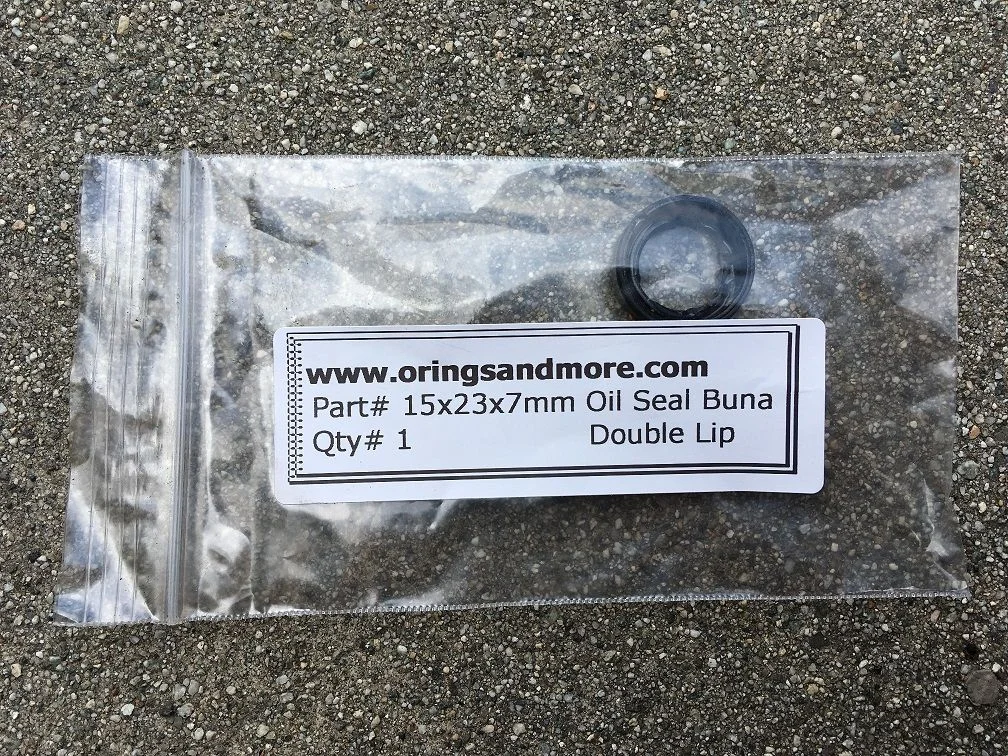 www.oringsandmore.com
Part# 15x23x7mm Oil Seal Buna
Qty# 1 Double Lip